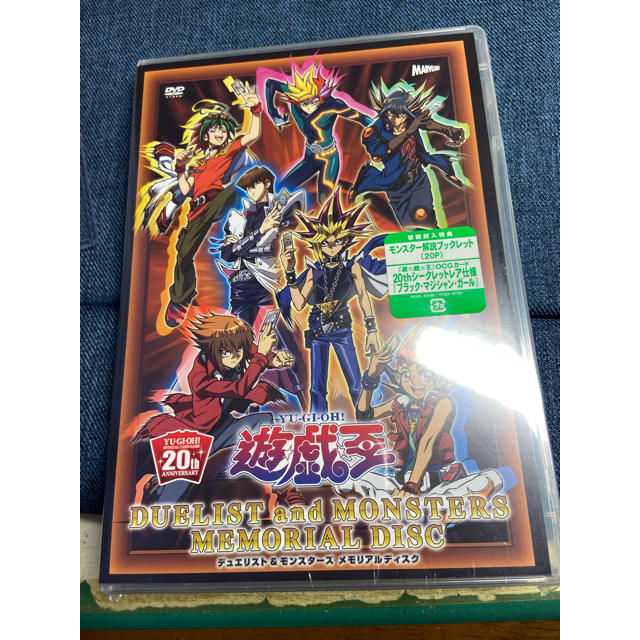 DVD
VIDEO
MARVELOUS
初回封入特典
モンスター解説ブックレット
(20P)
『遊☆戯☆王』OCGカード
20thシークレットレア仕様
『ブラック・マジシャン・ガール』
YU-GI-OH!
遊☆戯☆王
YU-GI-OH!
OFFICIAL CARD GAME
20th
ANNIVERSARY
DUELIST and MONSTERS
MEMORIAL DISC
デュエリスト&モンスターズ メモリアルディスク